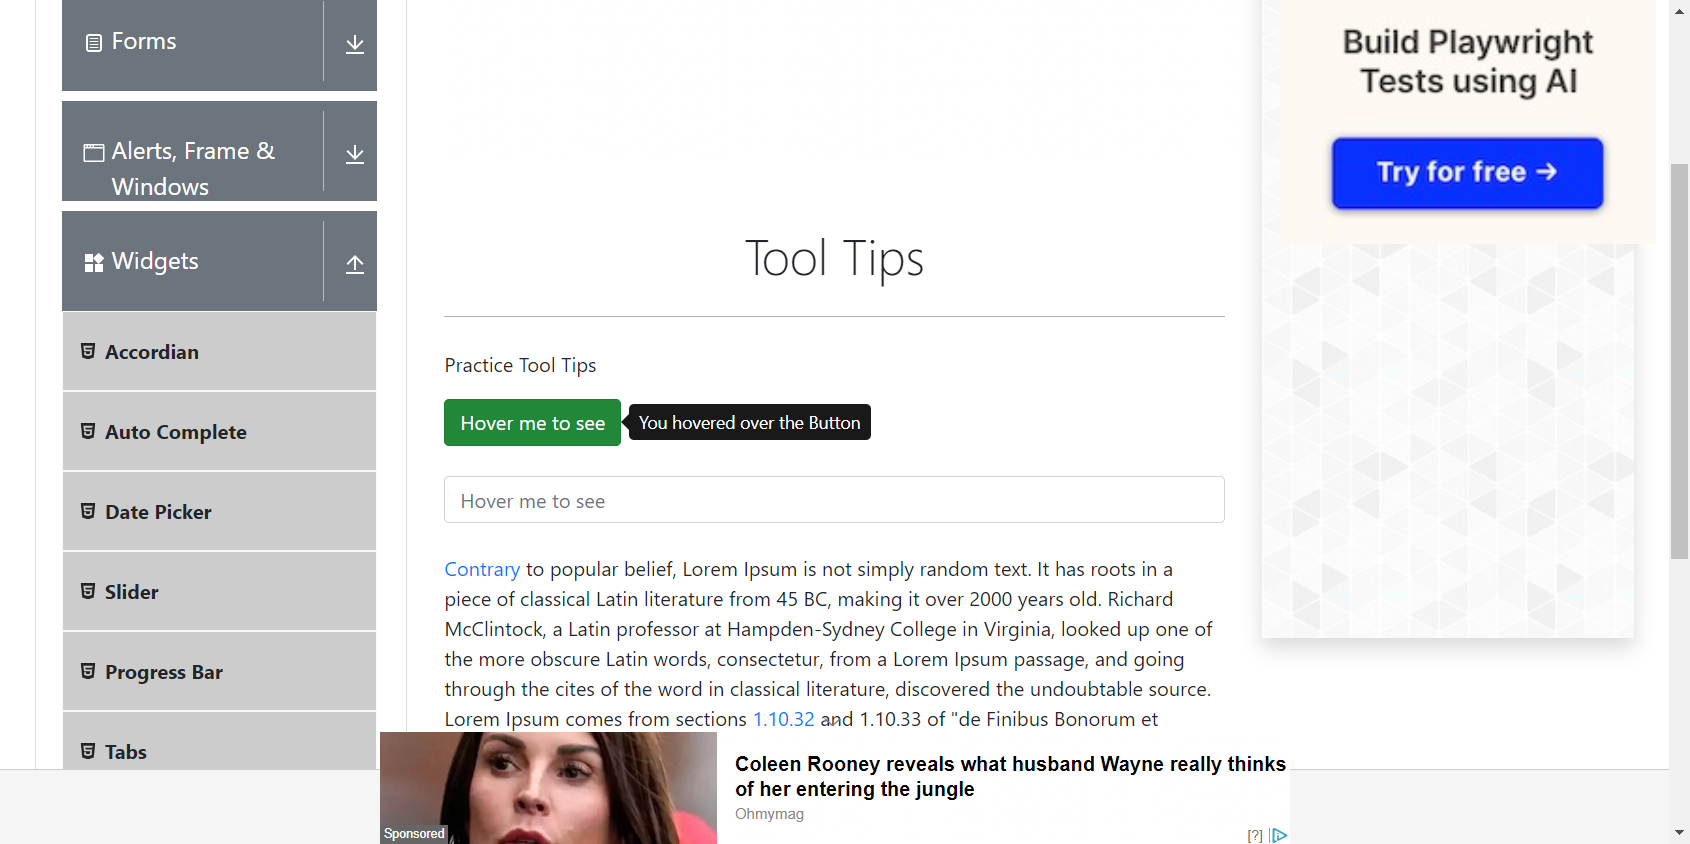 Forms
Alerts, Frame &
Windows
Widgets
Accordian
Auto Complete
Date Picker
Slider
Progress Bar
Tabs
Tool Tips
Practice Tool Tips
Hover me to see
You hovered over the Button
Hover me to see
Contrary to popular belief, Lorem Ipsum is not simply random text. It has roots in a
piece of classical Latin literature from 45 BC, making it over 2000 years old. Richard
McClintock, a Latin professor at Hampden-Sydney College in Virginia, looked up one of
the more obscure Latin words, consectetur, from a Lorem Ipsum passage, and going
through the cites of the word in classical literature, discovered the undoubtable source.
Lorem Ipsum comes from sections 1.10.32 and 1.10.33 of "de Finibus Bonorum et
Build Playwright
Tests using AI
Try for free →
Sponsored
Coleen Rooney reveals what husband Wayne really thinks
of her entering the jungle
Ohmymag
[?]